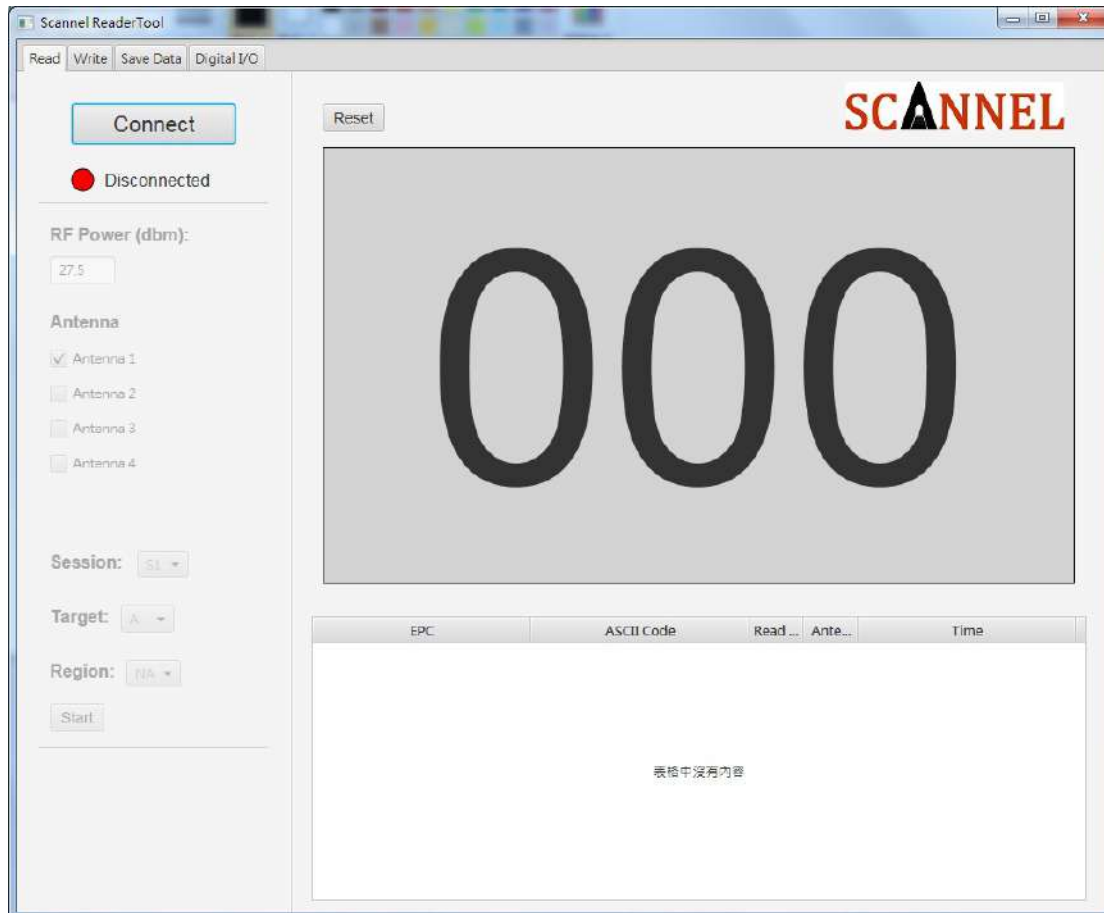 Scannel ReaderTool
Read Write Save Data Digital I/O
Connect
Disconnected
RF Power (dbm):
27.5
Antenna
Antenna 1
Antenna 2
Antenna 3
Antenna 4
Session: S1
Target: A
Region: NA
Start
Reset
SCANNEL
000
EPC ASCII Code Read ... Ante... Time
表格中沒有內容